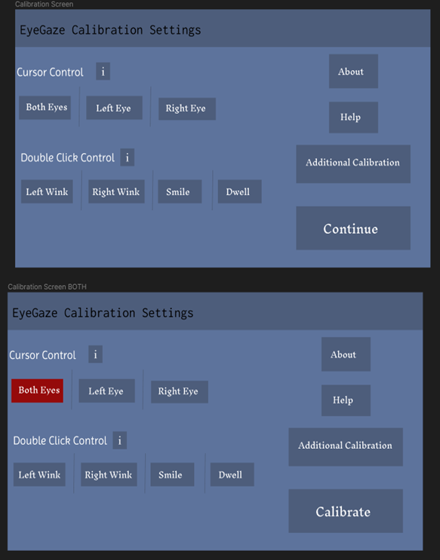 Calibration Screen
EyeGaze Calibration Settings
Cursor Control i
About
Both Eyes Left Eye Right Eye
Help
Double Click Control i
Additional Calibration
Left Wink Right Wink Smile Dwell
Continue
Calibration Screen BOTH
EyeGaze Calibration Settings
Cursor Control i
About
Both Eyes Left Eye Right Eye
Help
Double Click Control i
Additional Calibration
Left Wink Right Wink Smile Dwell
Calibrate